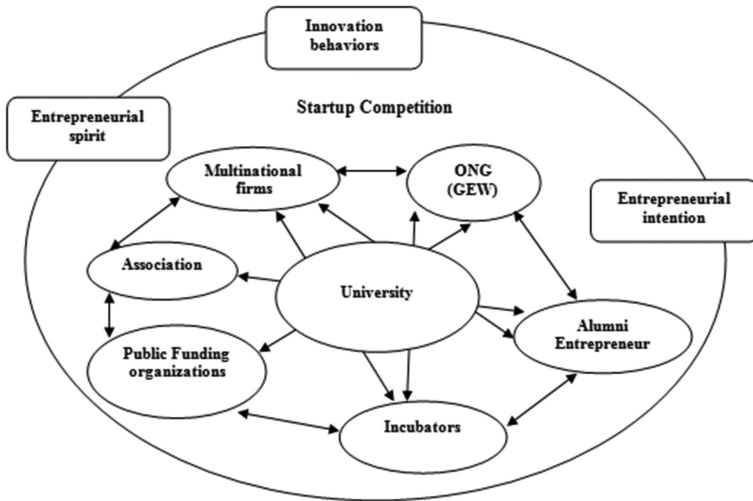 Innovation
behaviors
Entrepreneurial
spirit
Startup Competition
Multinational
firms
ONG
(GEW)
Entrepreneurial
intention
Association
University
Alumni
Entrepreneur
Public Funding
organizations
Incubators